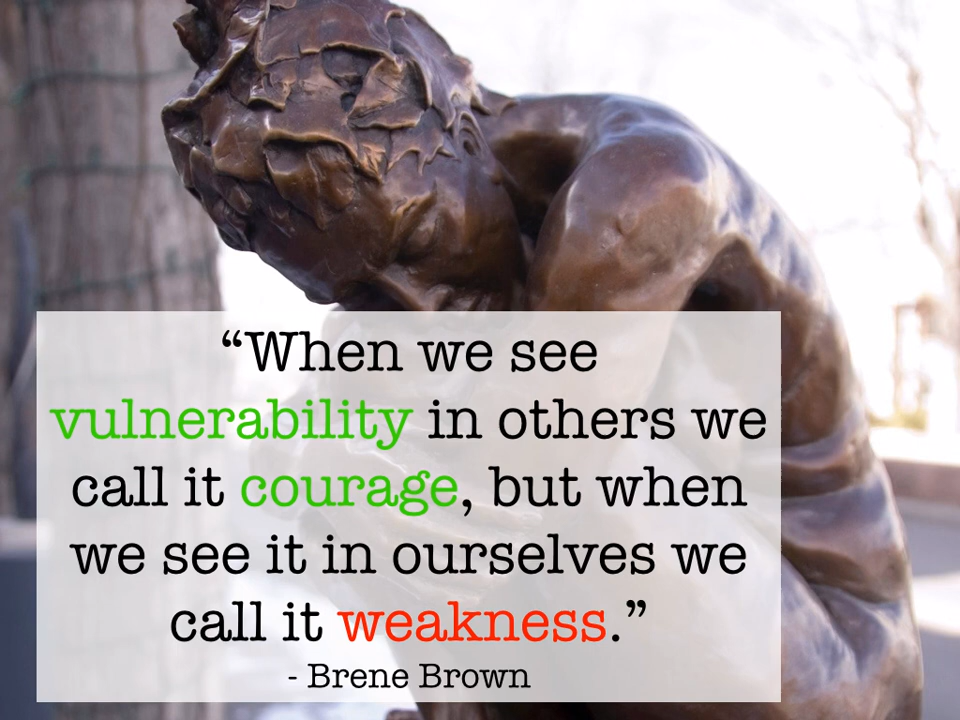 “When we see
vulnerability in others we
call it courage, but when
we see it in ourselves we
call it weakness.”
- Brene Brown